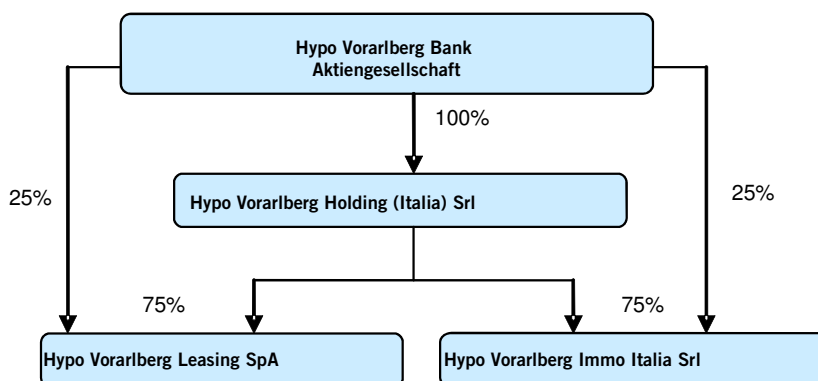 Hypo Vorarlberg Bank
Aktiengesellschaft
100%
25%
25%
Hypo Vorarlberg Holding (Italia) Srl
75%
75%
Hypo Vorarlberg Leasing SpA
Hypo Vorarlberg Immo Italia Srl